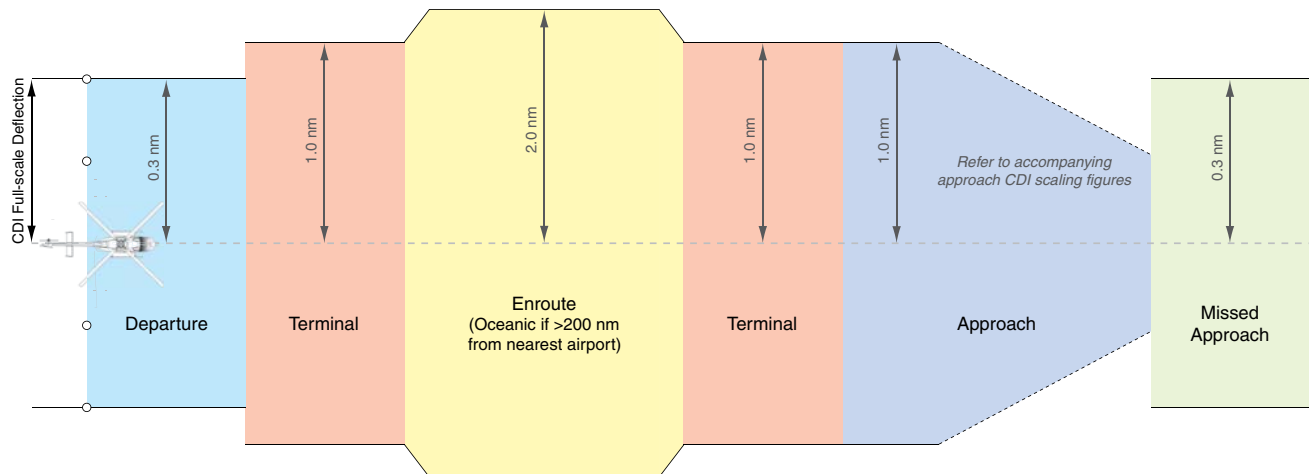 CDI Full-scale Deflection
0.3 nm
1.0 nm
2.0 nm
1.0 nm
1.0 nm
Refer to accompanying
approach CDI scaling figures
0.3 nm
Departure
Terminal
Enroute
(Oceanic if >200 nm
from nearest airport)
Terminal
Approach
Missed
Approach